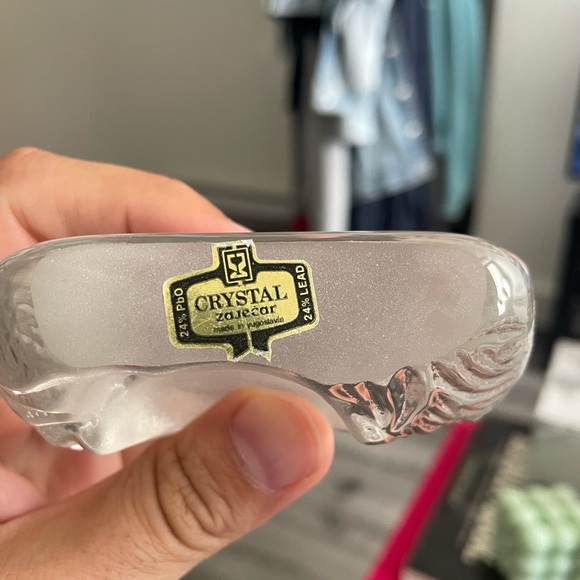 24% PbO
CRYSTAL
zaječar
made in yugoslavia
24% LEAD